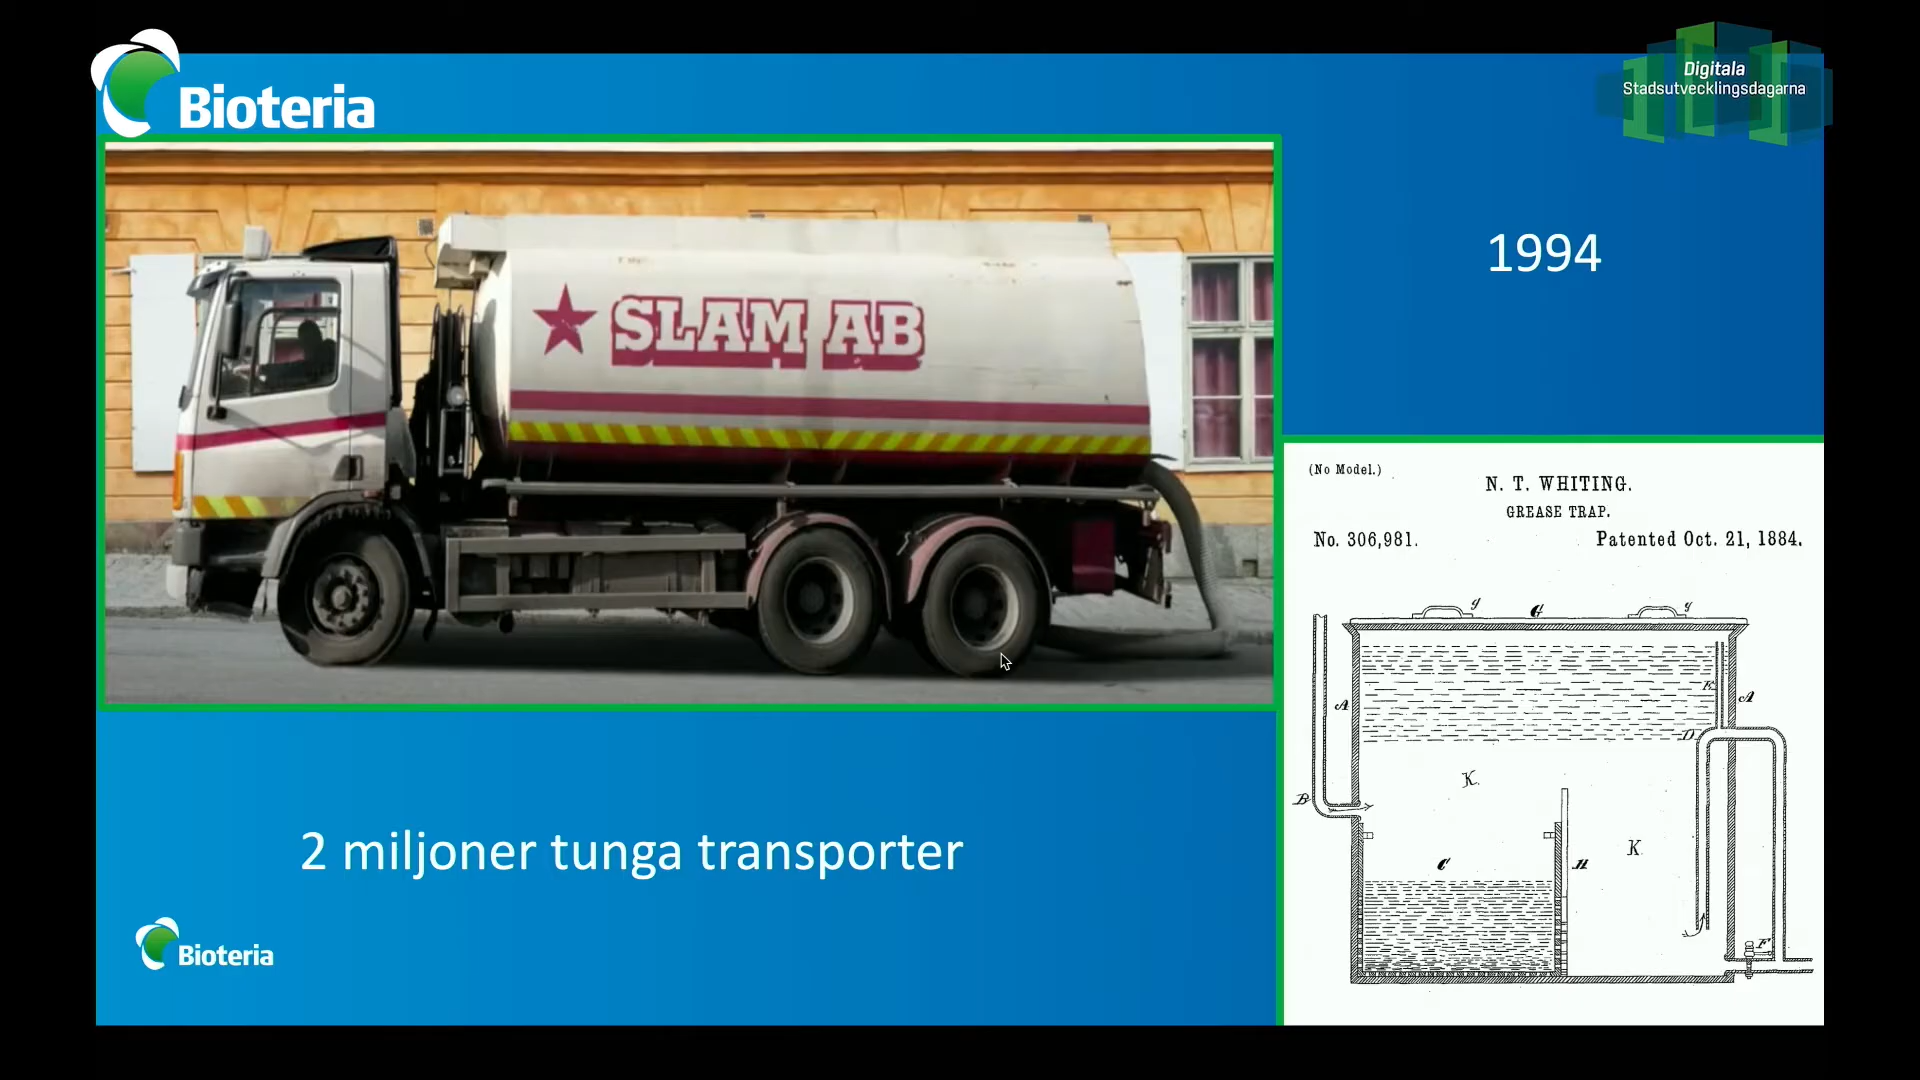 Bioteria
Digitala
Stadsutvecklingsdagarna
SLAM AB
1994
(No Model.)
N. T. WHITING.
GREASE TRAP.
No. 306,981.
Patented Oct. 21, 1884.
g
G
g
E
A
A
D
K.
B
K
C
H
F
2 miljoner tunga transporter
Bioteria